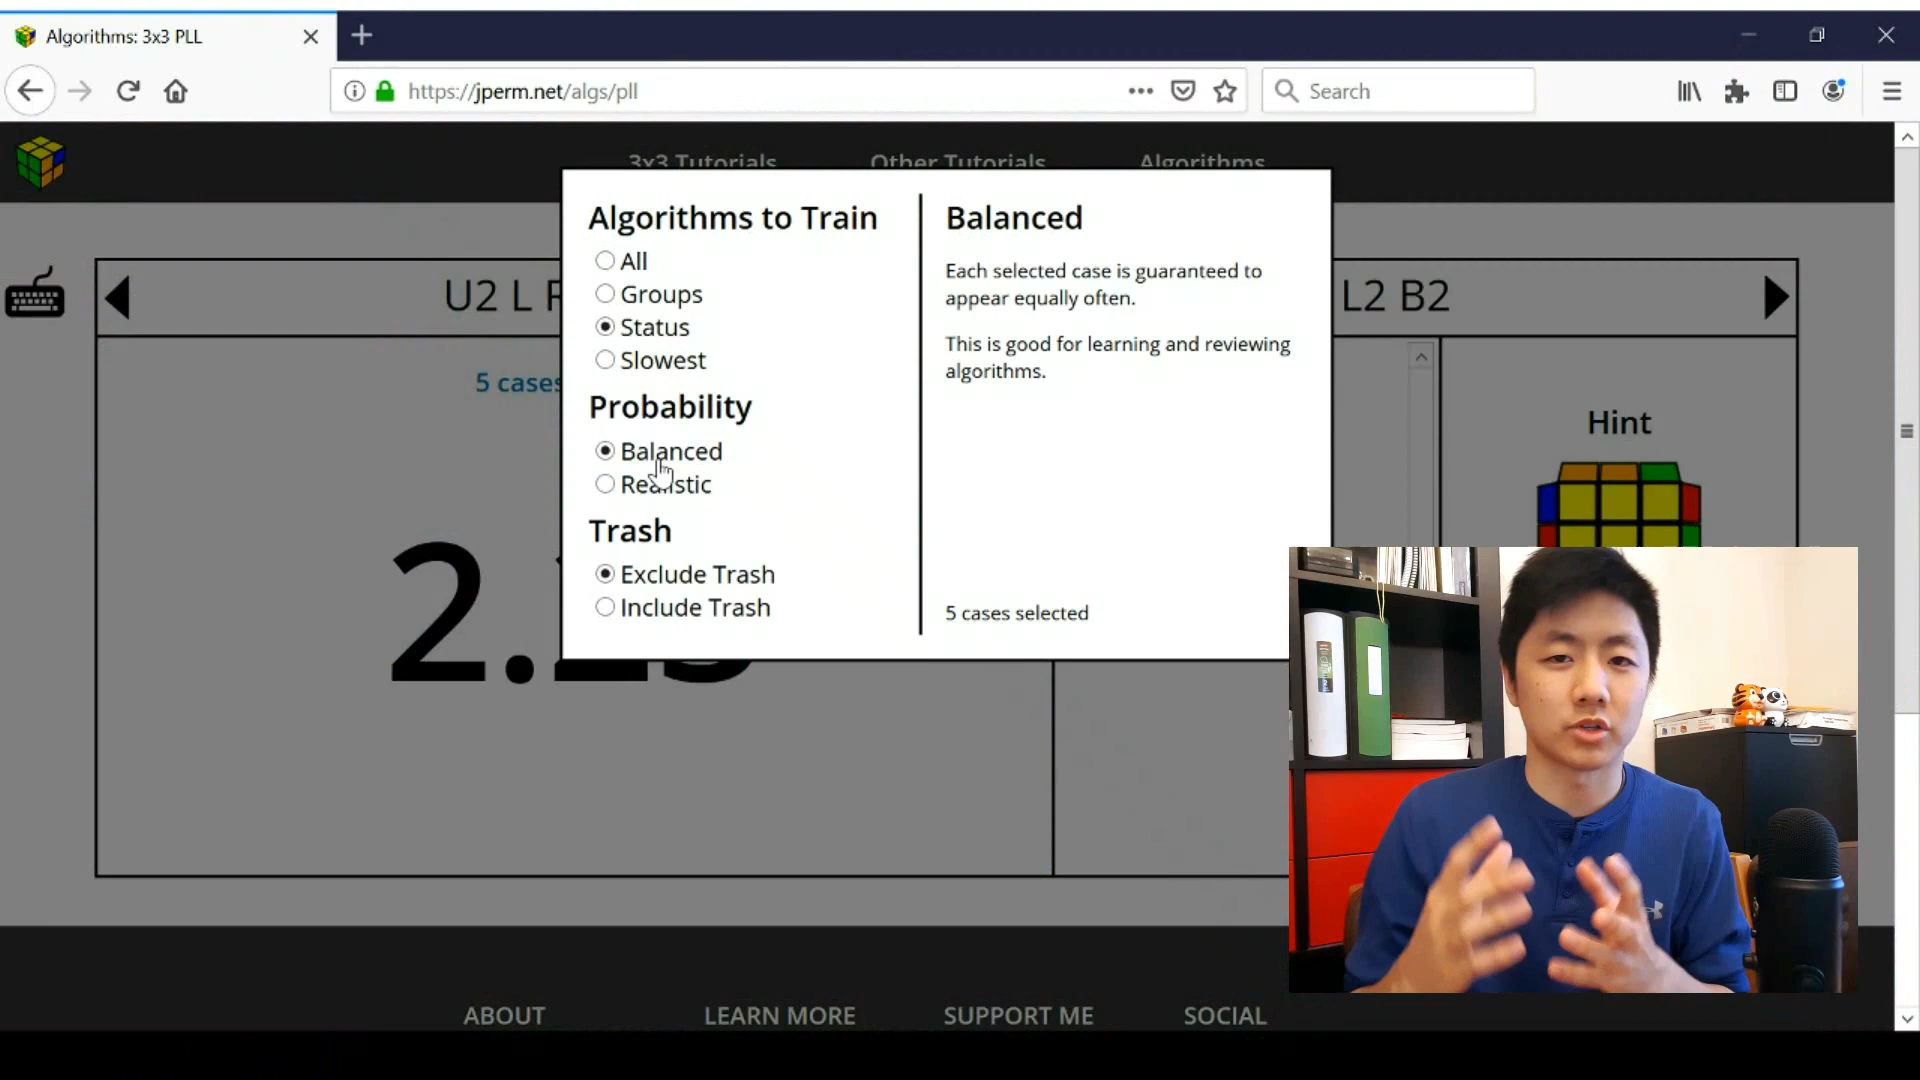 Algorithms: 3x3 PLL
https://jperm.net/algs/pll
Search
3x3 Tutorials
Other Tutorials
Algorithms
U2 L
L2 B2
5 cases
Hint
Algorithms to Train
All
Groups
Status
Slowest
Probability
Balanced
Realistic
Trash
Exclude Trash
Include Trash
Balanced
Each selected case is guaranteed to
appear equally often.
This is good for learning and reviewing
algorithms.
5 cases selected
ABOUT
LEARN MORE
SUPPORT ME
SOCIAL